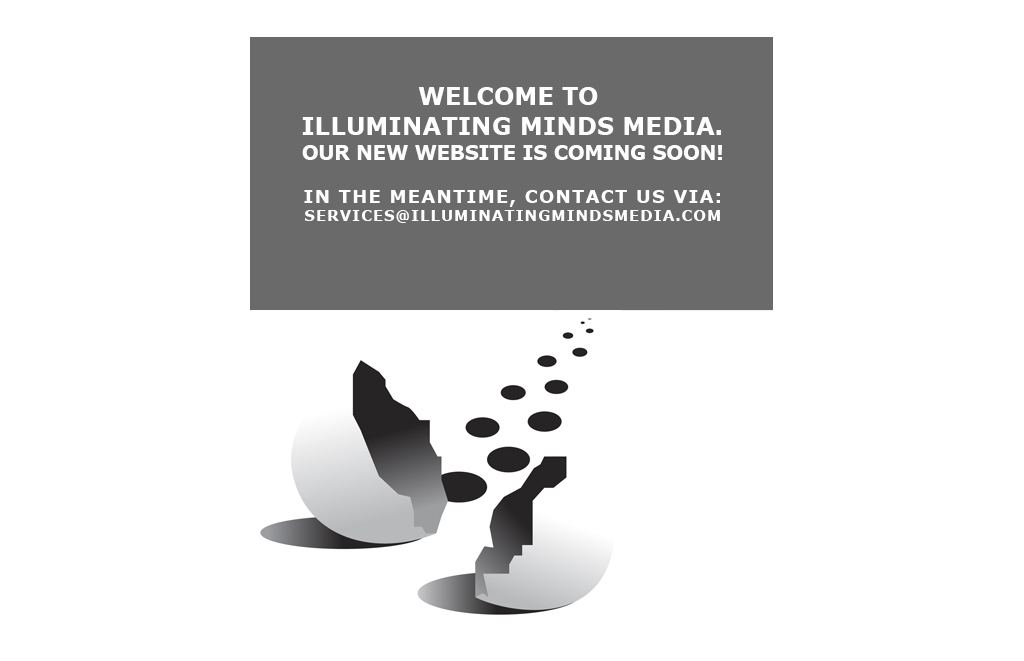 WELCOME TO
ILLUMINATING MINDS MEDIA.
OUR NEW WEBSITE IS COMING SOON!
IN THE MEANTIME, CONTACT US VIA:
SERVICES@ILLUMINATINGMINDSMEDIA.COM